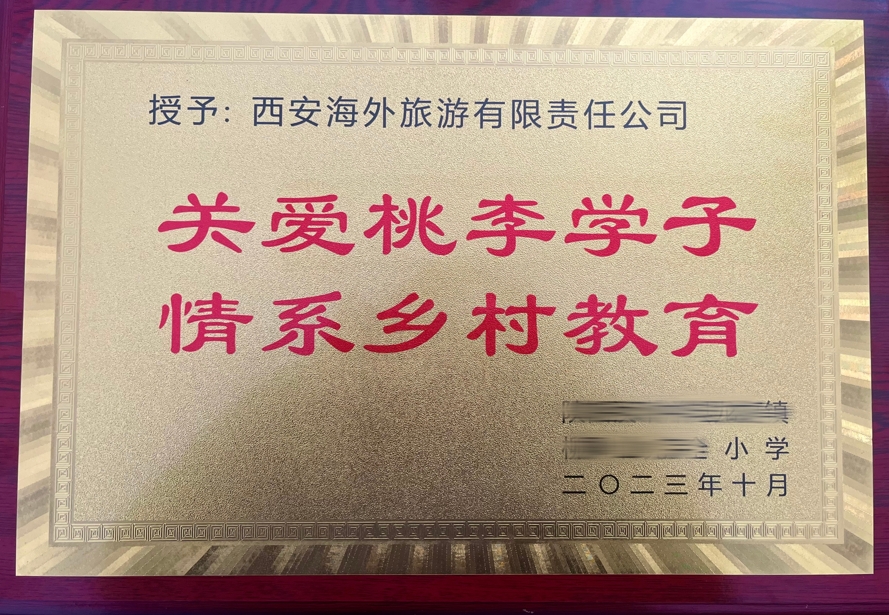 授予：西安海外旅游有限责任公司
关爱桃李学子
情系乡村教育
镇
小学
二〇二三年十月